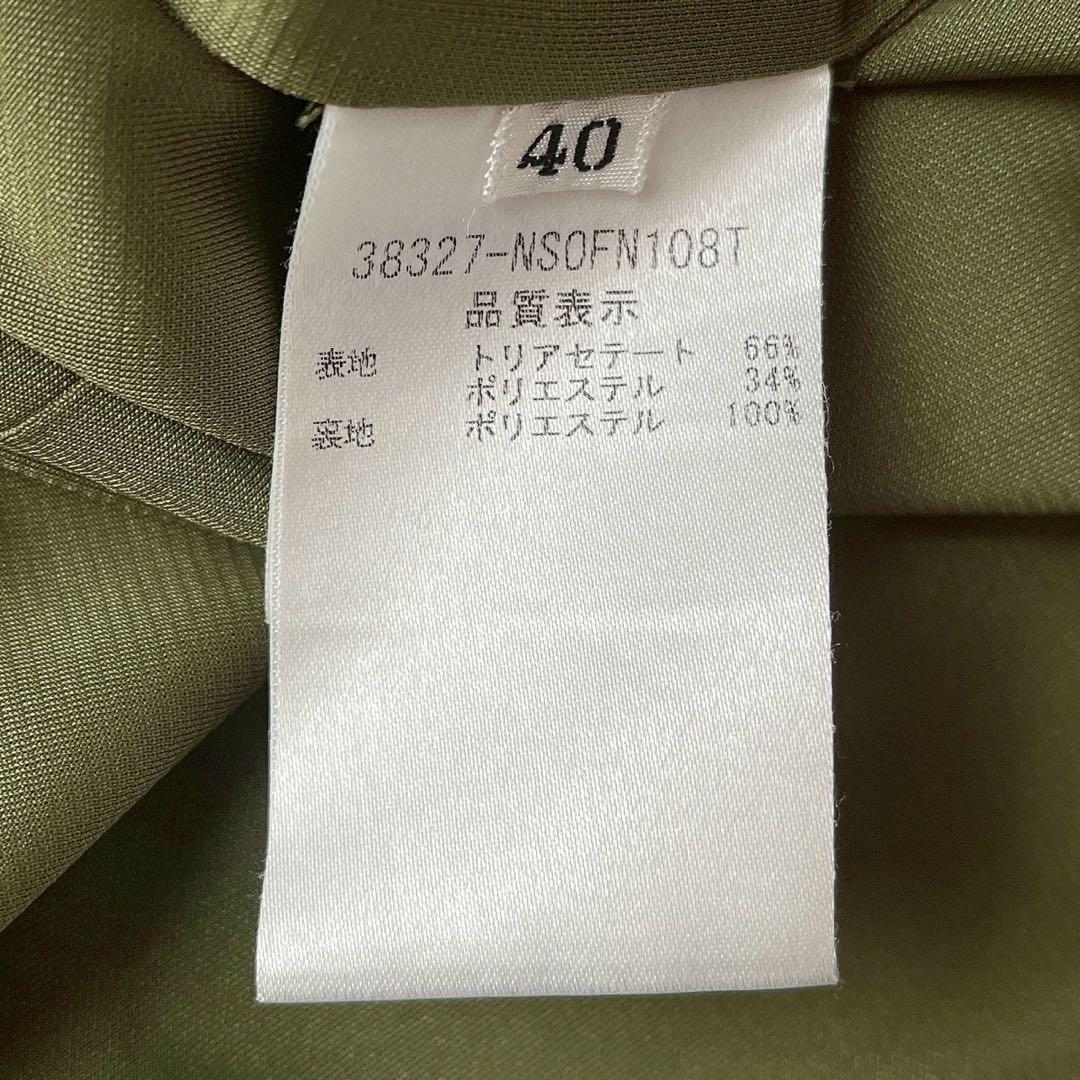 40
38327-NSOFN108T
品質表示
表地 トリアセテート 66%
ポリエステル 34%
裏地 ポリエステル 100%